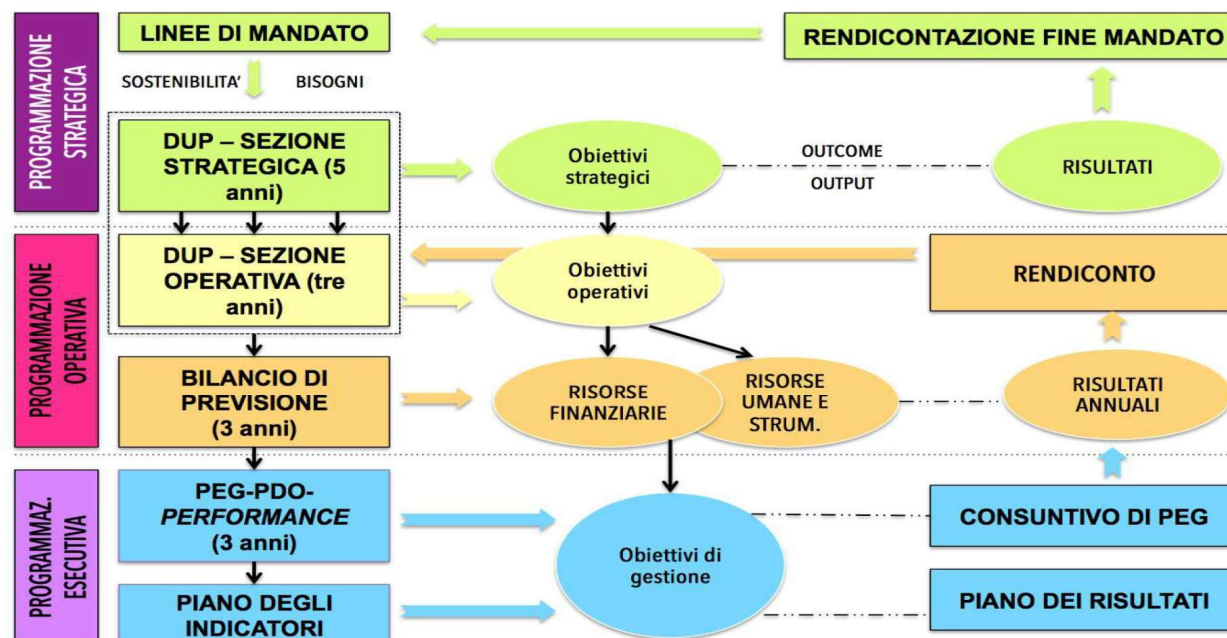 PROGRAMMAZIONE
STRATEGICA
LINEE DI MANDATO
RENDICONTAZIONE FINE MANDATO
SOSTENIBILITA’
BISOGNI
DUP – SEZIONE
STRATEGICA (5
anni)
Obiettivi
strategici
OUTCOME
OUTPUT
RISULTATI
PROGRAMMAZIONE
OPERATIVA
DUP – SEZIONE
OPERATIVA (tre
anni)
Obiettivi
operativi
RENDICONTO
BILANCIO DI
PREVISIONE
(3 anni)
RISORSE
FINANZIARIE
RISORSE
UMANE E
STRUM.
RISULTATI
ANNUALI
PROGRAMMAZ.
ESECUTIVA
PEG-PDO-
PERFORMANCE
(3 anni)
Obiettivi di
gestione
CONSUNTIVO DI PEG
PIANO DEGLI
INDICATORI
PIANO DEI RISULTATI